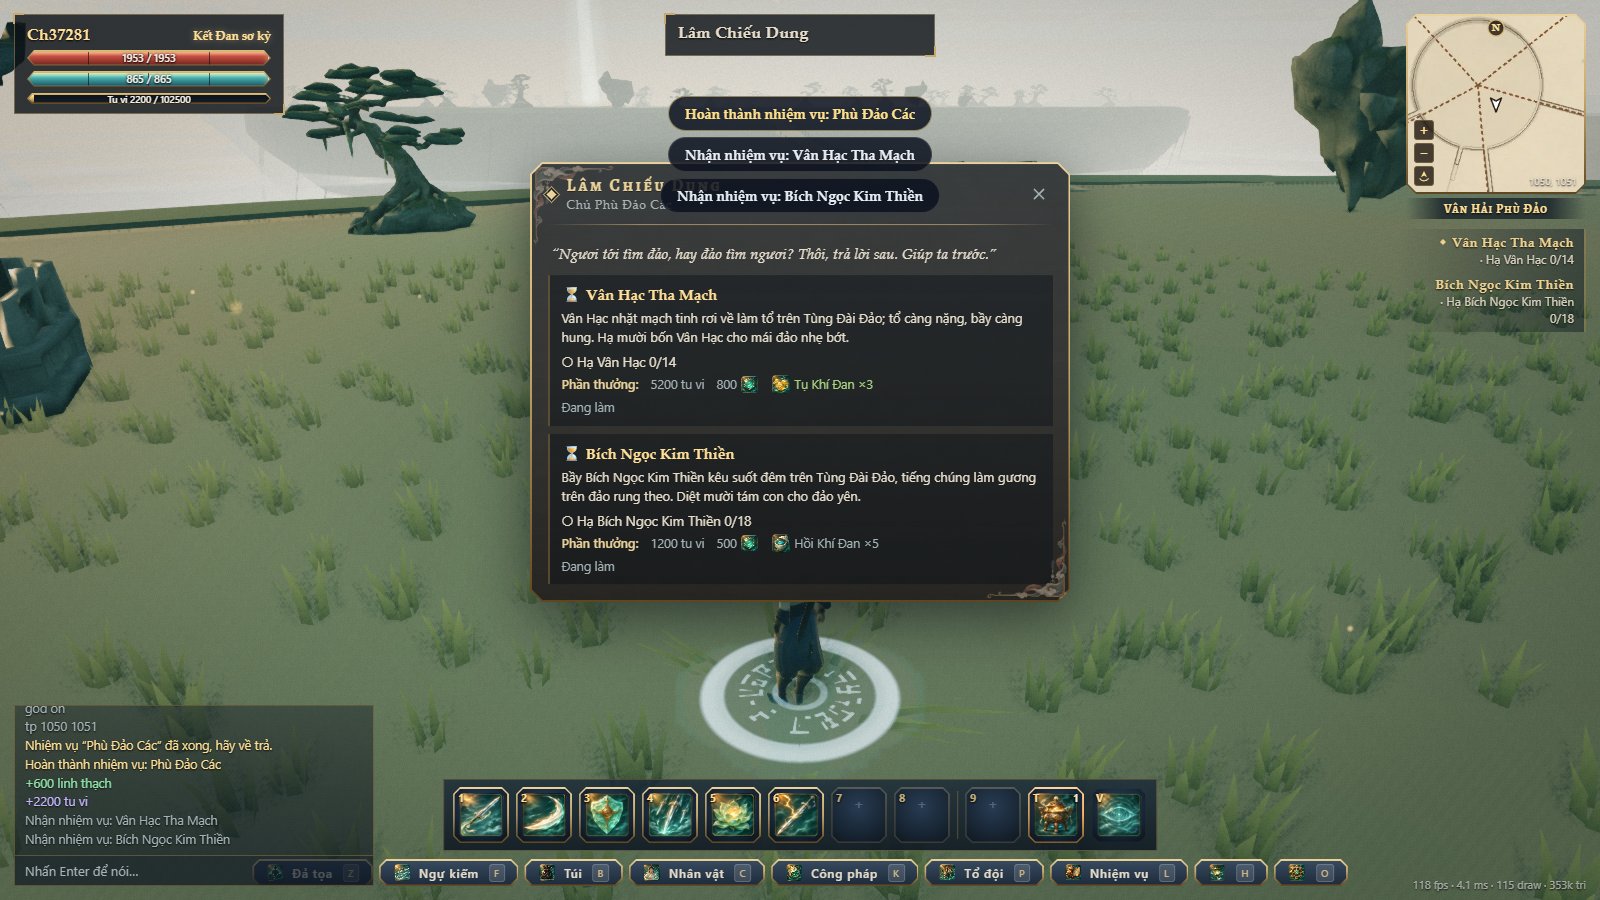 Ch37281
Kết Đan sơ kỳ
1953 / 1953
865 / 865
Tu vi 2200 / 102500
Lâm Chiếu Dung
Hoàn thành nhiệm vụ: Phù Đảo Các
Nhận nhiệm vụ: Vân Hạc Tha Mạch
Nhận nhiệm vụ: Bích Ngọc Kim Thiền
Lâm Chiếu Dung
Chủ Phù Đảo Các
“Ngươi tới tìm đảo, hay đảo tìm ngươi? Thôi, trả lời sau. Giúp ta trước.”
Vân Hạc Tha Mạch
Vân Hạc nhặt mạch tinh rơi về làm tổ trên Tùng Đài Đảo; tổ càng nặng, bầy càng
hung. Hạ mười bốn Vân Hạc cho mái đảo nhẹ bớt.
Hạ Vân Hạc 0/14
Phần thưởng: 5200 tu vi 800 Tụ Khí Đan ×3
Đang làm
Bích Ngọc Kim Thiền
Bầy Bích Ngọc Kim Thiền kêu suốt đêm trên Tùng Đài Đảo, tiếng chúng làm gương
trên đảo rung theo. Diệt mười tám con cho đảo yên.
Hạ Bích Ngọc Kim Thiền 0/18
Phần thưởng: 1200 tu vi 500 Hồi Khí Đan ×5
Đang làm
N
+
−
1050, 1051
Vân Hải Phù Đảo
Vân Hạc Tha Mạch
· Hạ Vân Hạc 0/14
Bích Ngọc Kim Thiền
· Hạ Bích Ngọc Kim Thiền
0/18
god on
tp 1050 1051
Nhiệm vụ “Phù Đảo Các” đã xong, hãy về trả.
Hoàn thành nhiệm vụ: Phù Đảo Các
+600 linh thạch
+2200 tu vi
Nhận nhiệm vụ: Vân Hạc Tha Mạch
Nhận nhiệm vụ: Bích Ngọc Kim Thiền
Nhấn Enter để nói...
1 2 3 4 5 6 7 + 8 + 9 + T 1 V
Đả tọa Z
Ngự kiếm F
Túi B
Nhân vật C
Công pháp K
Tổ đội P
Nhiệm vụ L
H
O
118 fps · 4.1 ms · 115 draw · 353k tri